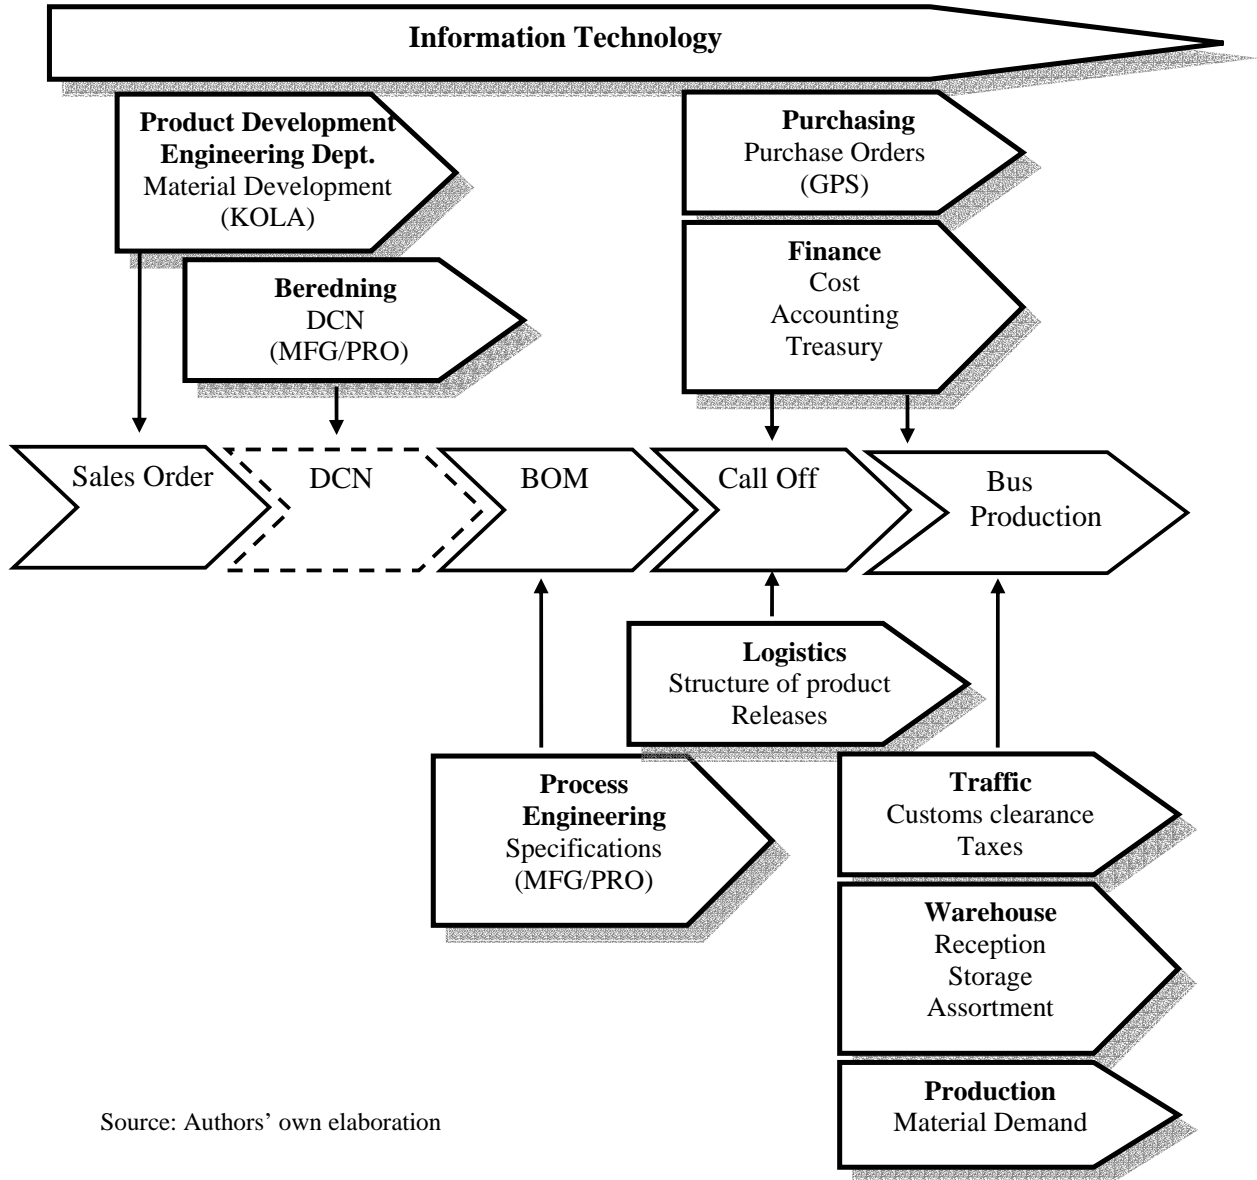 Information Technology
Product Development
Engineering Dept.
Material Development
(KOLA)
Purchasing
Purchase Orders
(GPS)
Finance
Cost
Accounting
Treasury
Beredning
DCN
(MFG/PRO)
Sales Order
DCN
BOM
Call Off
Bus
Production
Logistics
Structure of product
Releases
Process
Engineering
Specifications
(MFG/PRO)
Traffic
Customs clearance
Taxes
Warehouse
Reception
Storage
Assortment
Production
Material Demand
Source: Authors’ own elaboration